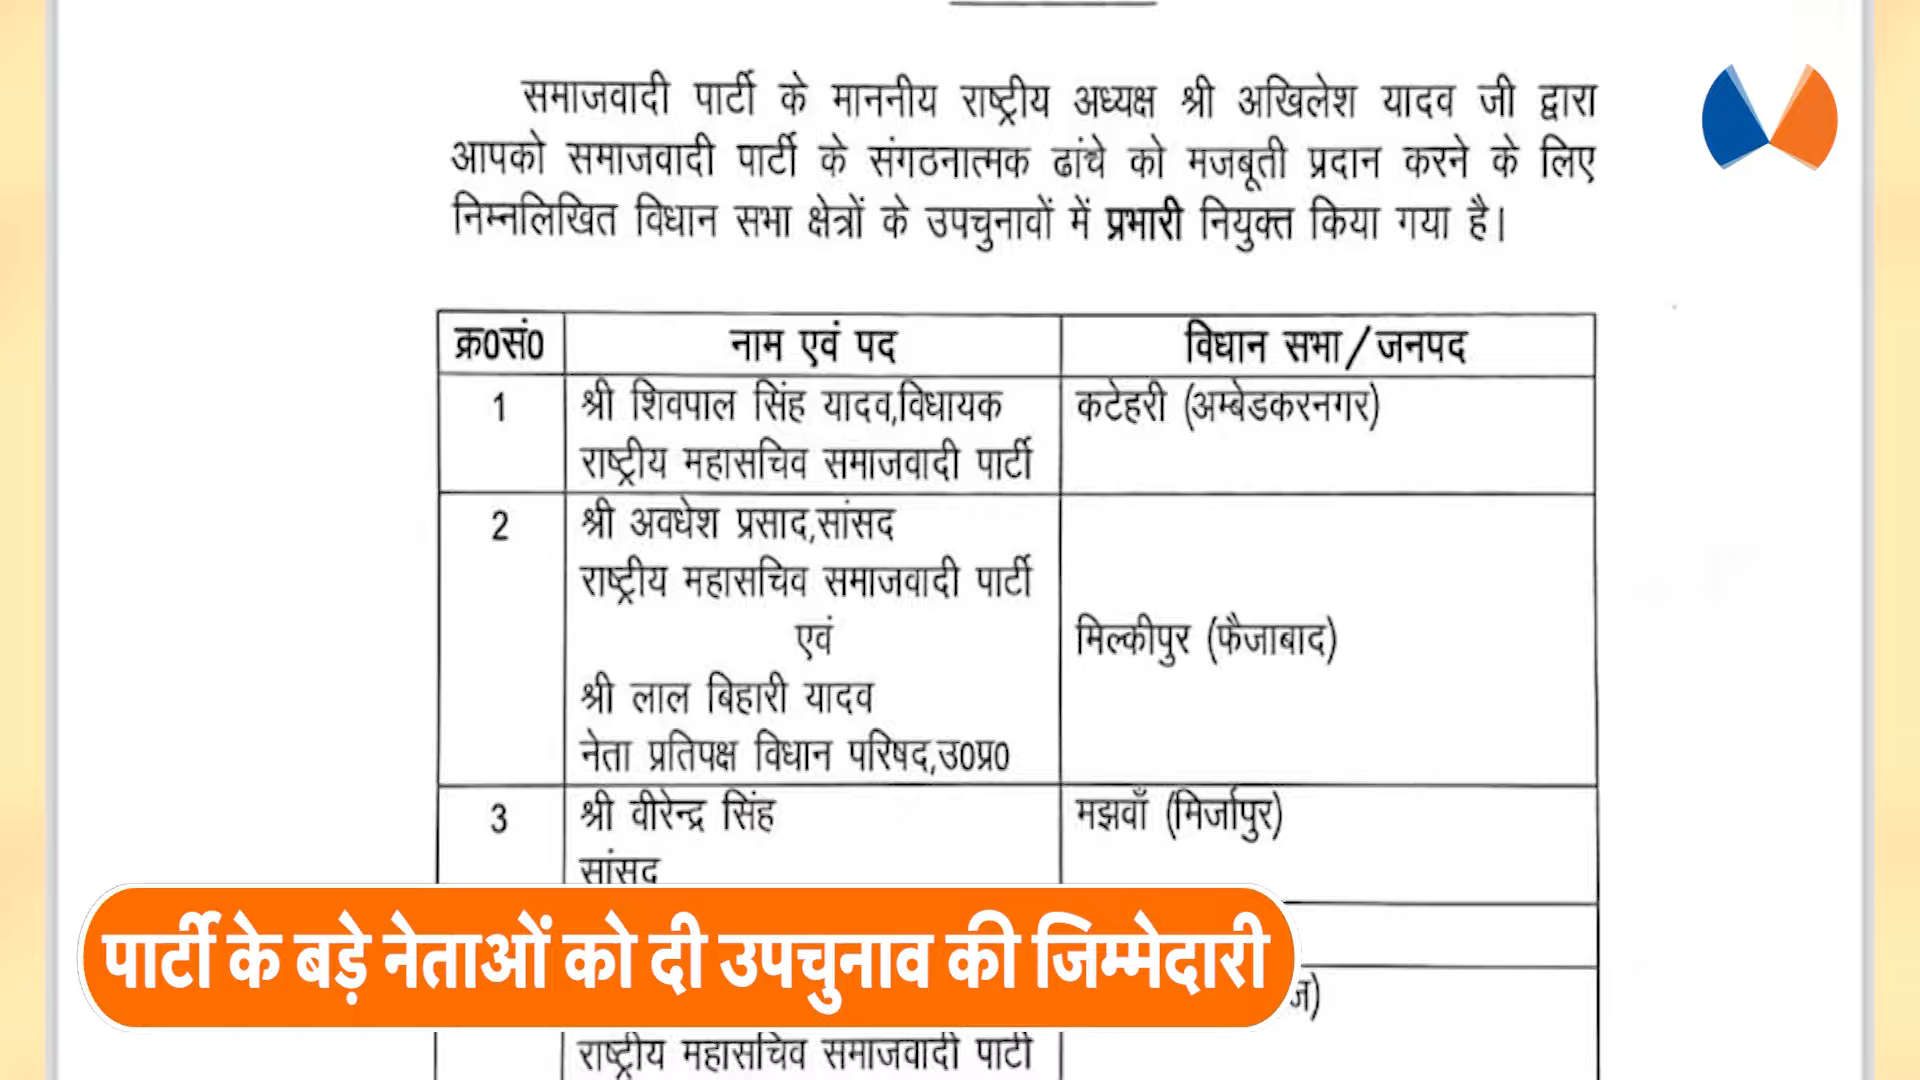 समाजवादी पार्टी के माननीय राष्ट्रीय अध्यक्ष श्री अखिलेश यादव जी द्वारा
आपको समाजवादी पार्टी के संगठनात्मक ढांचे को मजबूती प्रदान करने के लिए
निम्नलिखित विधान सभा क्षेत्रों के उपचुनावों में प्रभारी नियुक्त किया गया है।
क्र0सं0 नाम एवं पद विधान सभा/जनपद
1 श्री शिवपाल सिंह यादव,विधायक कटेहरी (अम्बेडकरनगर)
राष्ट्रीय महासचिव समाजवादी पार्टी
2 श्री अवधेश प्रसाद,सांसद
राष्ट्रीय महासचिव समाजवादी पार्टी
एवं
मिल्कीपुर (फैजाबाद)
श्री लाल बिहारी यादव
नेता प्रतिपक्ष विधान परिषद,उ0प्र0
3 श्री वीरेन्द्र सिंह मझवाँ (मिर्जापुर)
सांसद
पार्टी के बड़े नेताओं को दी उपचुनाव की जिम्मेदारी
राष्ट्रीय महासचिव समाजवादी पार्टी